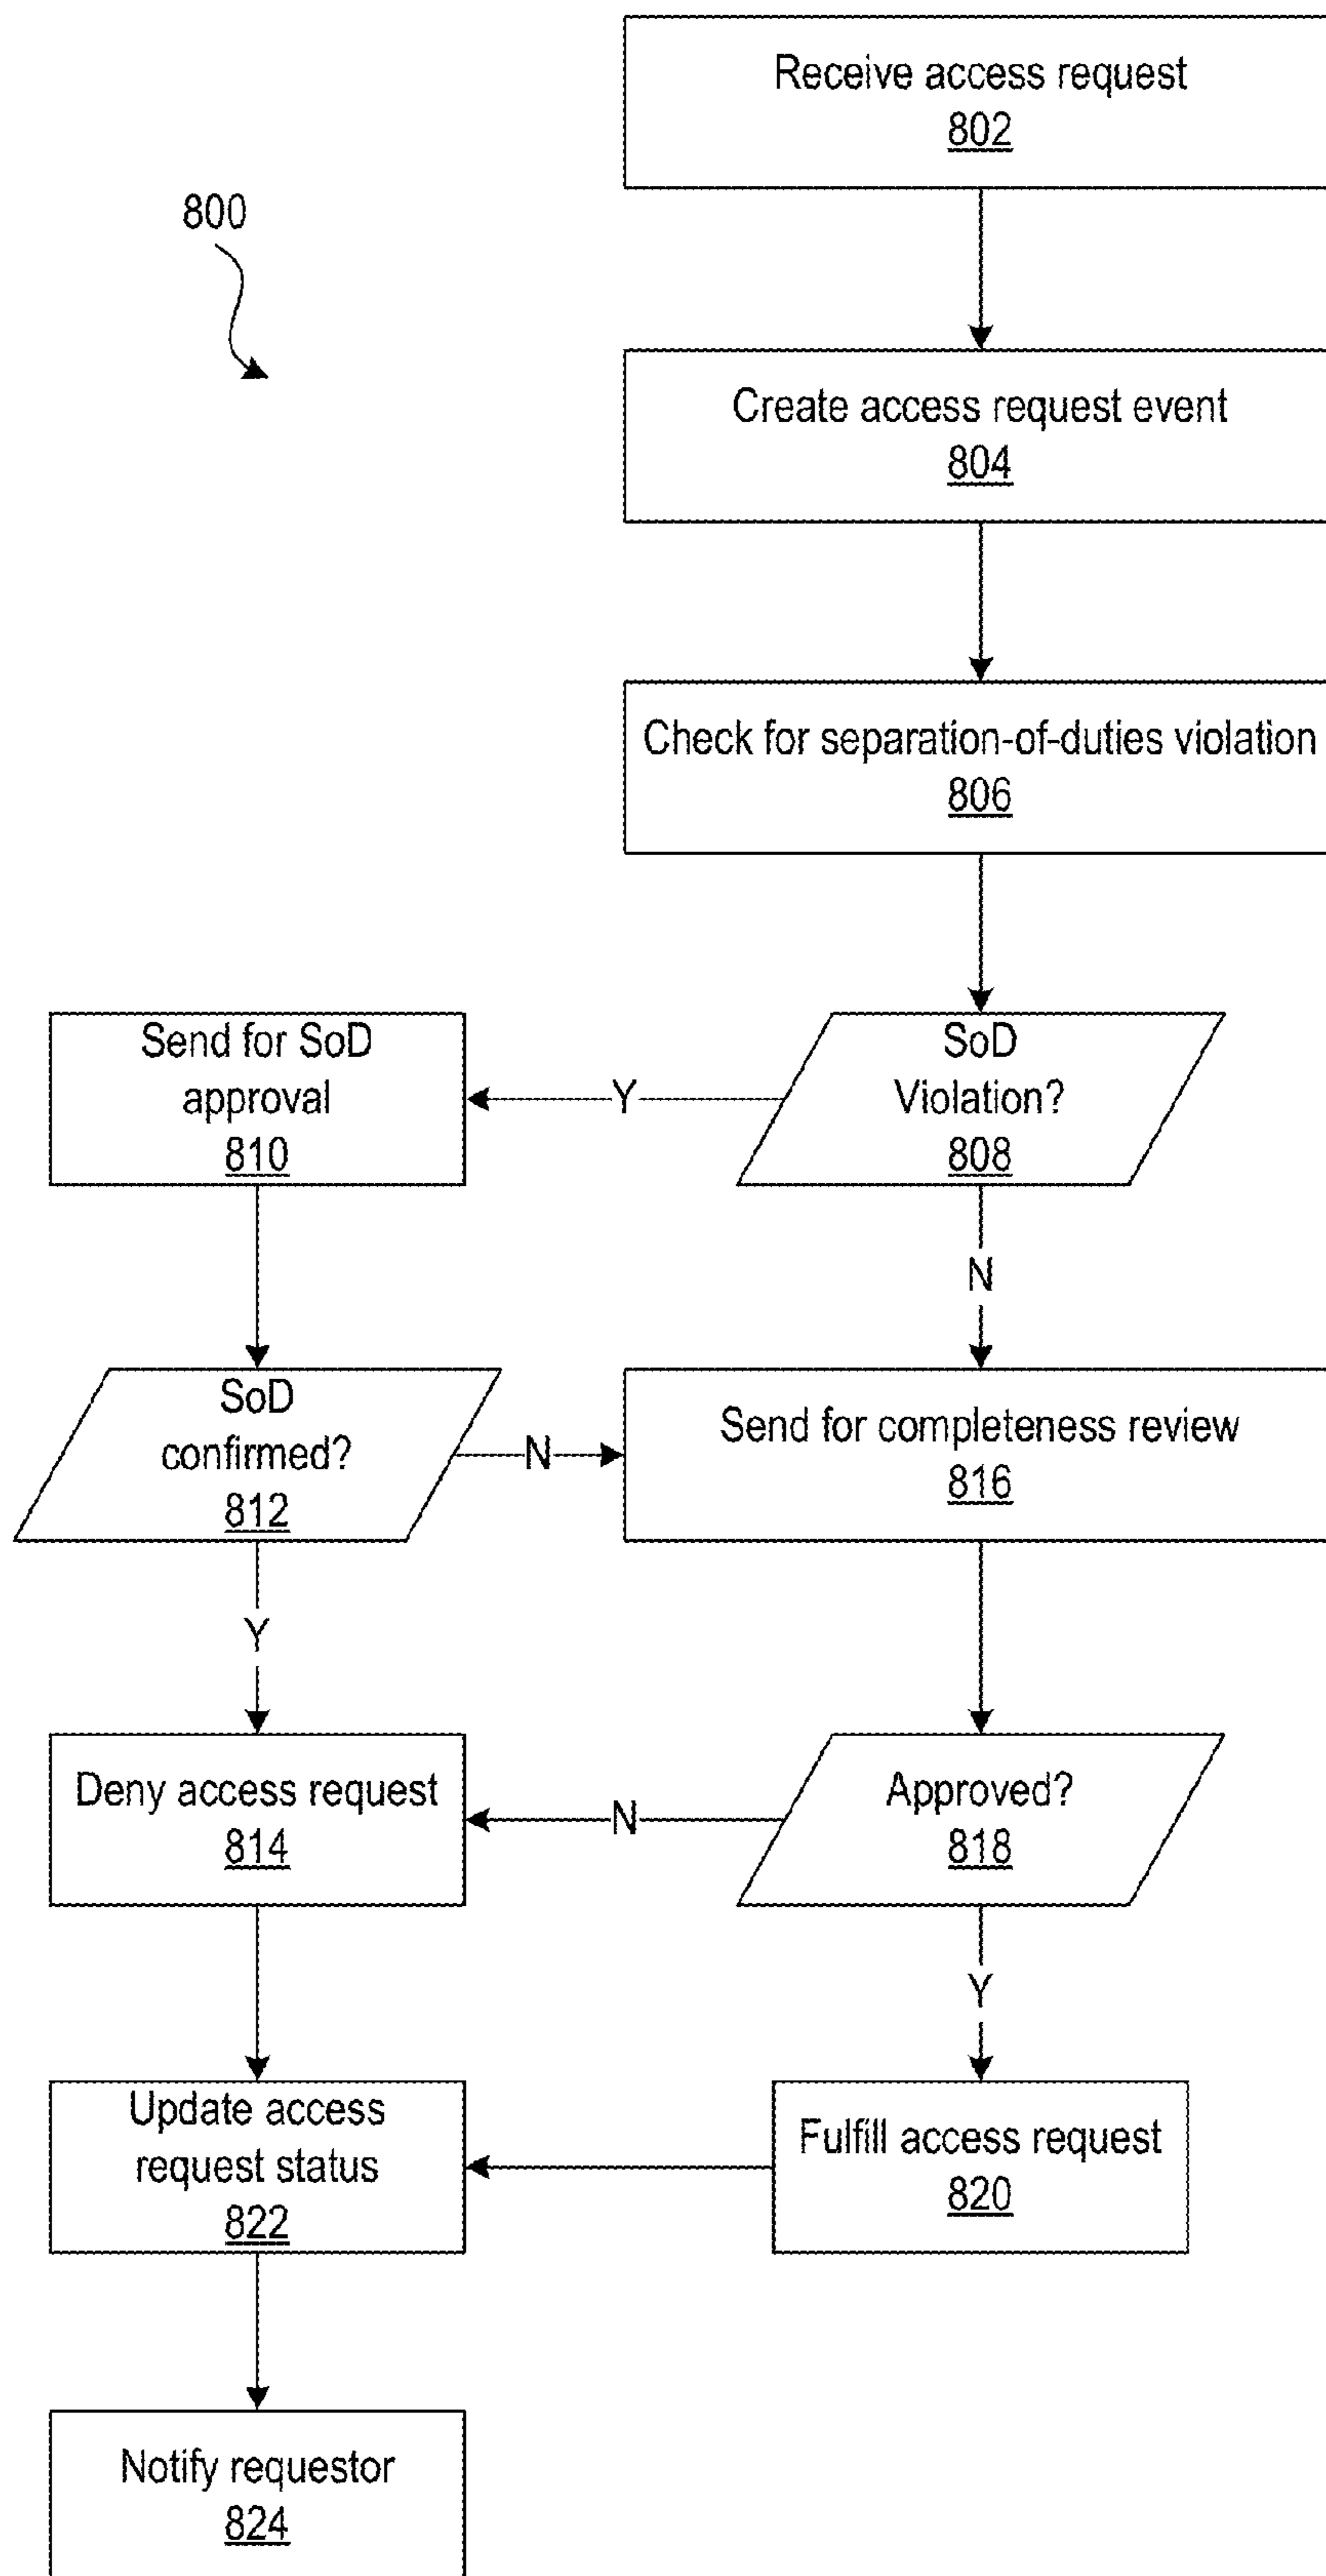 Receive access request
802
800
Create access request event
804
Check for separation-of-duties violation
806
SoD
Violation?
808
Y
Send for SoD
approval
810
N
SoD
confirmed?
812
N
Send for completeness review
816
Y
Deny access request
814
N
Approved?
818
Y
Update access
request status
822
Fulfill access request
820
Notify requestor
824